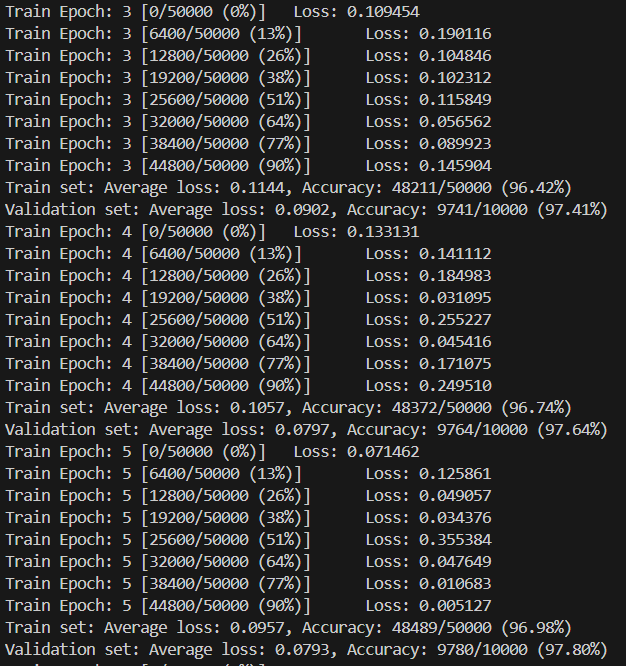 Train Epoch: 3 [0/50000 (0%)]	Loss: 0.109454
Train Epoch: 3 [6400/50000 (13%)]	Loss: 0.190116
Train Epoch: 3 [12800/50000 (26%)]	Loss: 0.104846
Train Epoch: 3 [19200/50000 (38%)]	Loss: 0.102312
Train Epoch: 3 [25600/50000 (51%)]	Loss: 0.115849
Train Epoch: 3 [32000/50000 (64%)]	Loss: 0.056562
Train Epoch: 3 [38400/50000 (77%)]	Loss: 0.089923
Train Epoch: 3 [44800/50000 (90%)]	Loss: 0.145904
Train set: Average loss: 0.1144, Accuracy: 48211/50000 (96.42%)
Validation set: Average loss: 0.0902, Accuracy: 9741/10000 (97.41%)
Train Epoch: 4 [0/50000 (0%)]	Loss: 0.133131
Train Epoch: 4 [6400/50000 (13%)]	Loss: 0.141112
Train Epoch: 4 [12800/50000 (26%)]	Loss: 0.184983
Train Epoch: 4 [19200/50000 (38%)]	Loss: 0.031095
Train Epoch: 4 [25600/50000 (51%)]	Loss: 0.255227
Train Epoch: 4 [32000/50000 (64%)]	Loss: 0.045416
Train Epoch: 4 [38400/50000 (77%)]	Loss: 0.171075
Train Epoch: 4 [44800/50000 (90%)]	Loss: 0.249510
Train set: Average loss: 0.1057, Accuracy: 48372/50000 (96.74%)
Validation set: Average loss: 0.0797, Accuracy: 9764/10000 (97.64%)
Train Epoch: 5 [0/50000 (0%)]	Loss: 0.071462
Train Epoch: 5 [6400/50000 (13%)]	Loss: 0.125861
Train Epoch: 5 [12800/50000 (26%)]	Loss: 0.049057
Train Epoch: 5 [19200/50000 (38%)]	Loss: 0.034376
Train Epoch: 5 [25600/50000 (51%)]	Loss: 0.355384
Train Epoch: 5 [32000/50000 (64%)]	Loss: 0.047649
Train Epoch: 5 [38400/50000 (77%)]	Loss: 0.010683
Train Epoch: 5 [44800/50000 (90%)]	Loss: 0.005127
Train set: Average loss: 0.0957, Accuracy: 48489/50000 (96.98%)
Validation set: Average loss: 0.0793, Accuracy: 9780/10000 (97.80%)